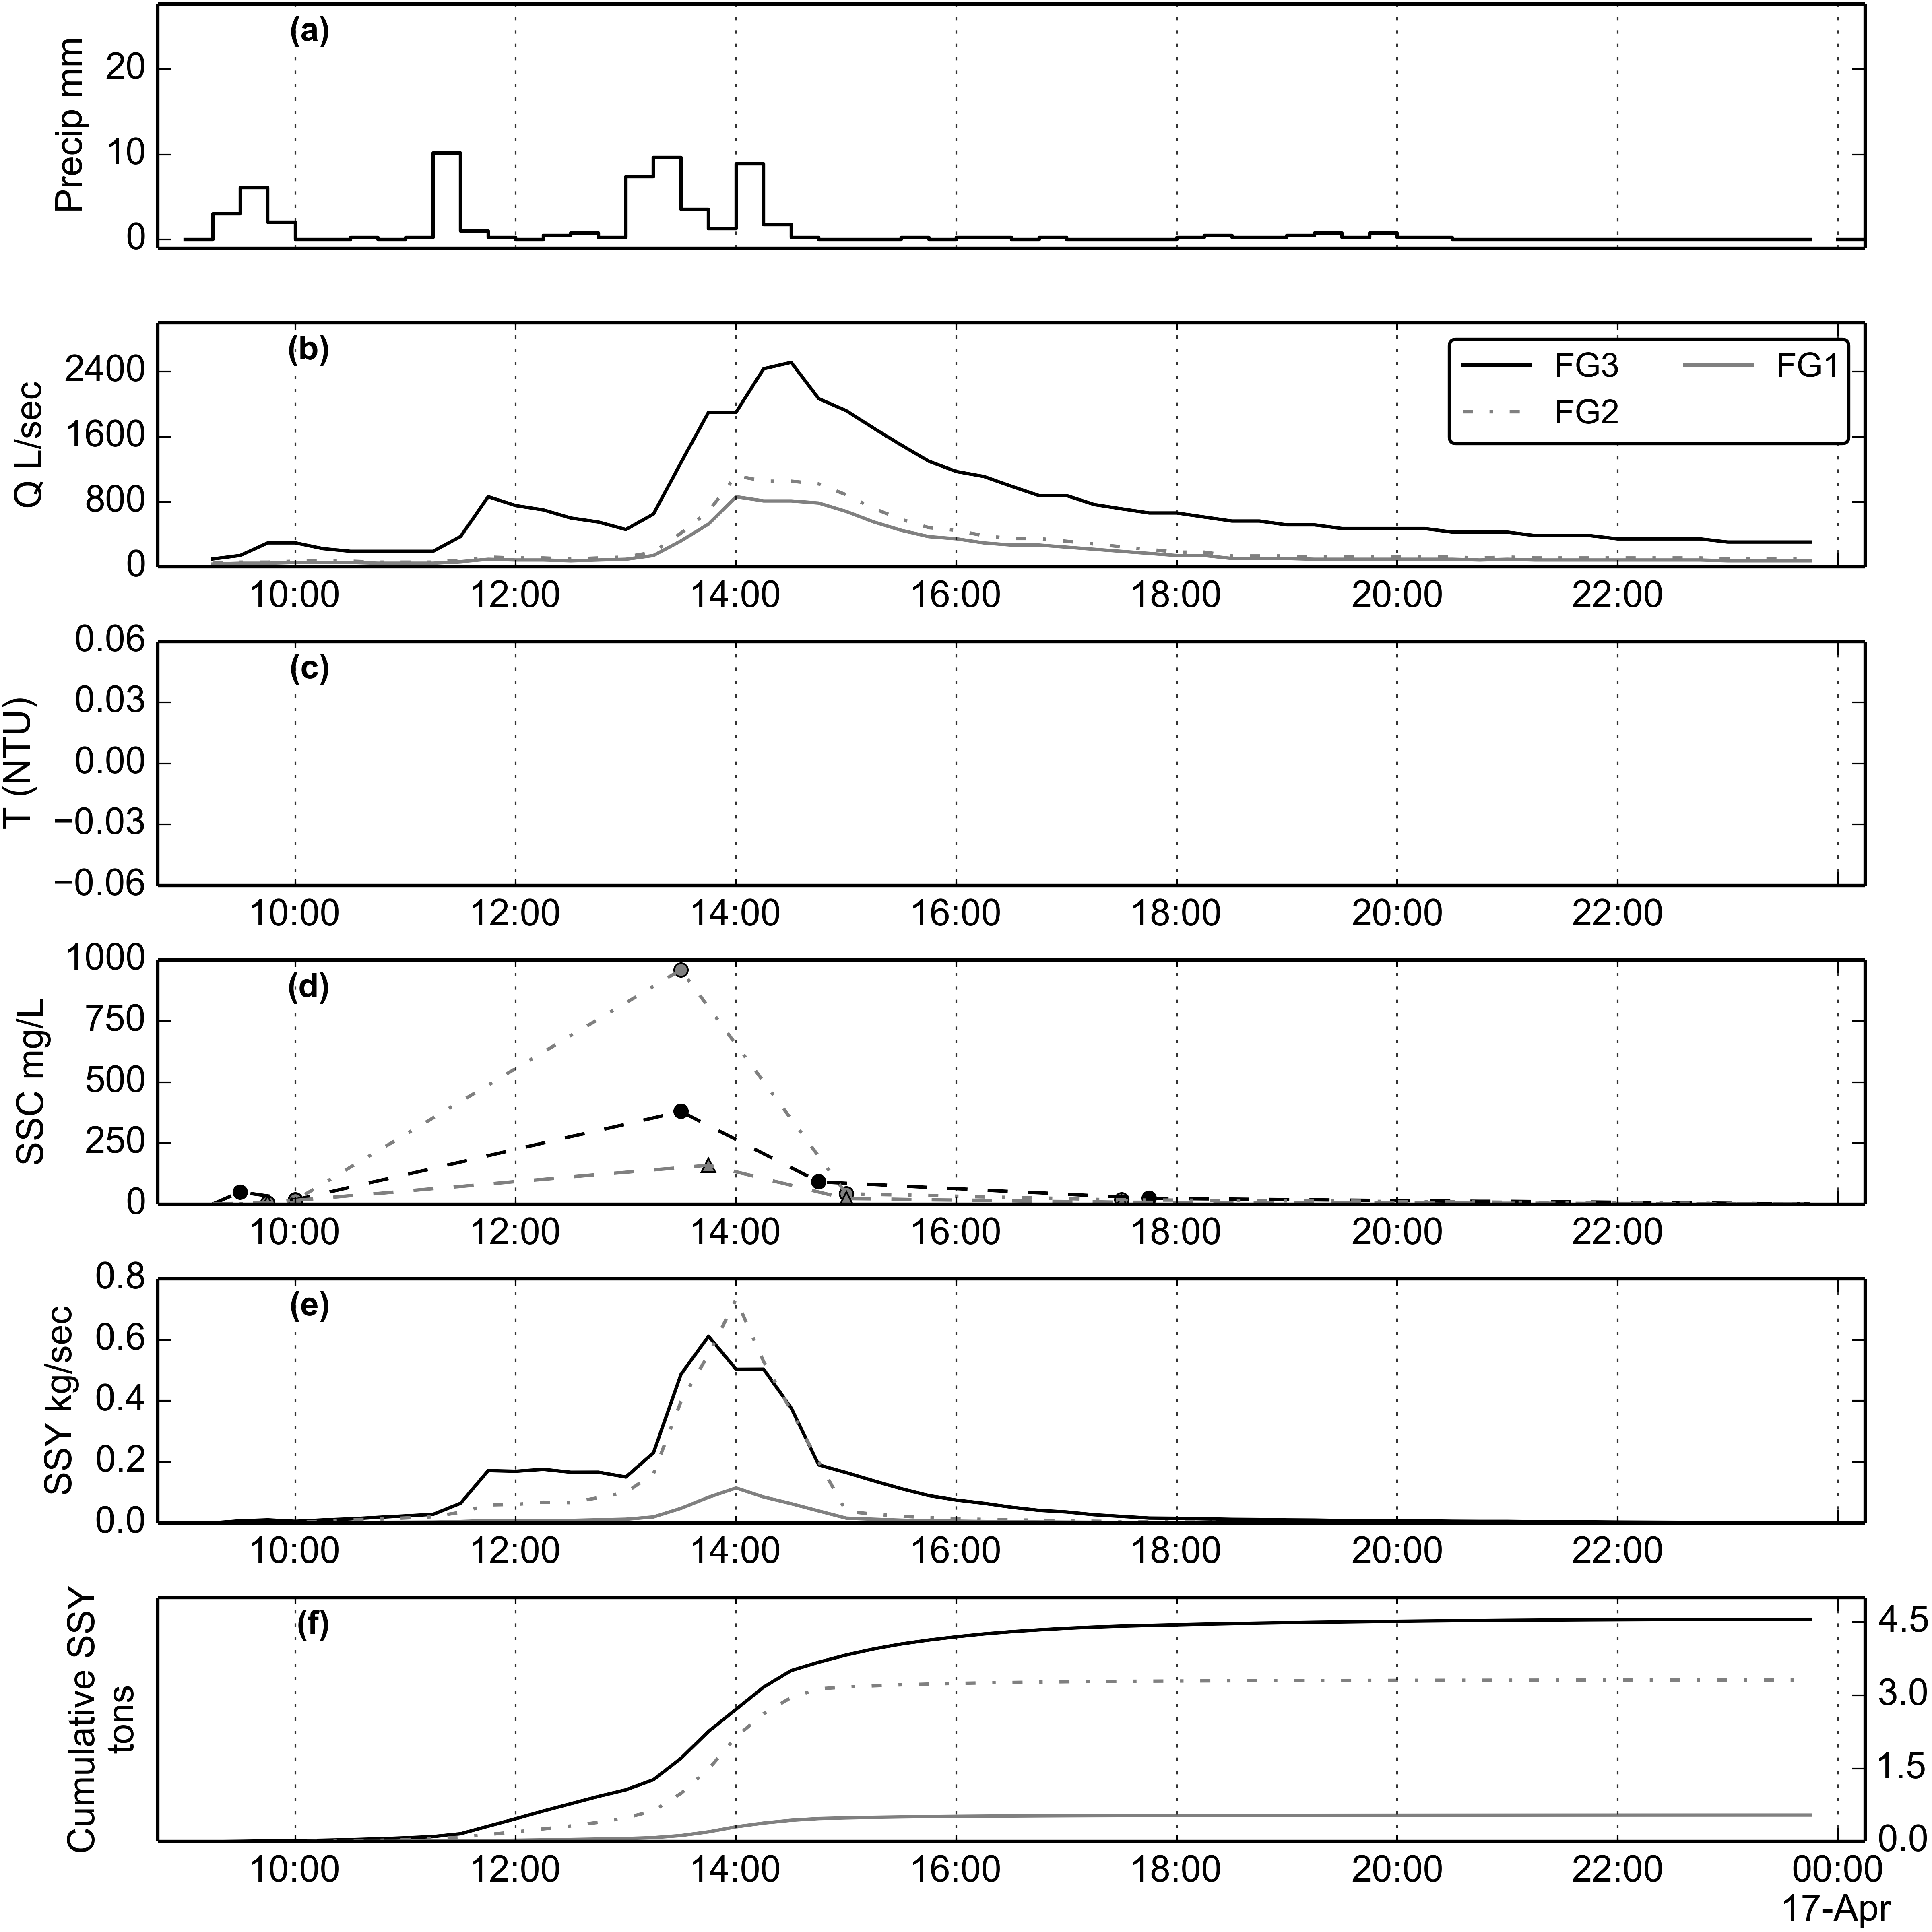 (a)
Precip mm
20
10
0
(b)
Q L/sec
2400
1600
800
0
FG3 FG1
FG2
10:00 12:00 14:00 16:00 18:00 20:00 22:00
(c)
T (NTU)
0.06
0.03
0.00
−0.03
−0.06
10:00 12:00 14:00 16:00 18:00 20:00 22:00
(d)
SSC mg/L
1000
750
500
250
0
10:00 12:00 14:00 16:00 18:00 20:00 22:00
(e)
SSY kg/sec
0.8
0.6
0.4
0.2
0.0
10:00 12:00 14:00 16:00 18:00 20:00 22:00
(f)
Cumulative SSY
tons
4.5
3.0
1.5
0.0
10:00 12:00 14:00 16:00 18:00 20:00 22:00 00:00
17-Apr